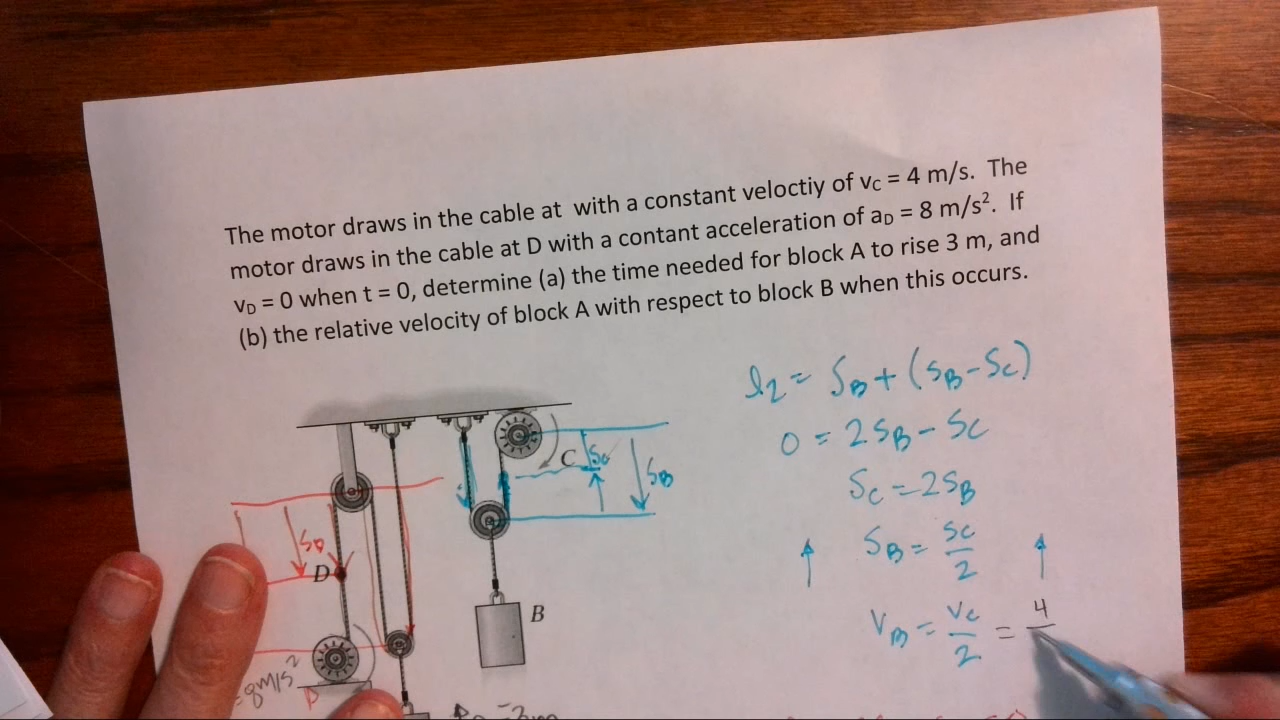 The motor draws in the cable at with a constant veloctiy of vC = 4 m/s. The
motor draws in the cable at D with a contant acceleration of aD = 8 m/s². If
vD = 0 when t = 0, determine (a) the time needed for block A to rise 3 m, and
(b) the relative velocity of block A with respect to block B when this occurs.
l2 = SB + (SB - SC)
0 = 2SB - SC
SC = 2SB
SB = SC/2
VB = VC/2 = 4
C
SC
SB
SD
D
B
= 8m/s²